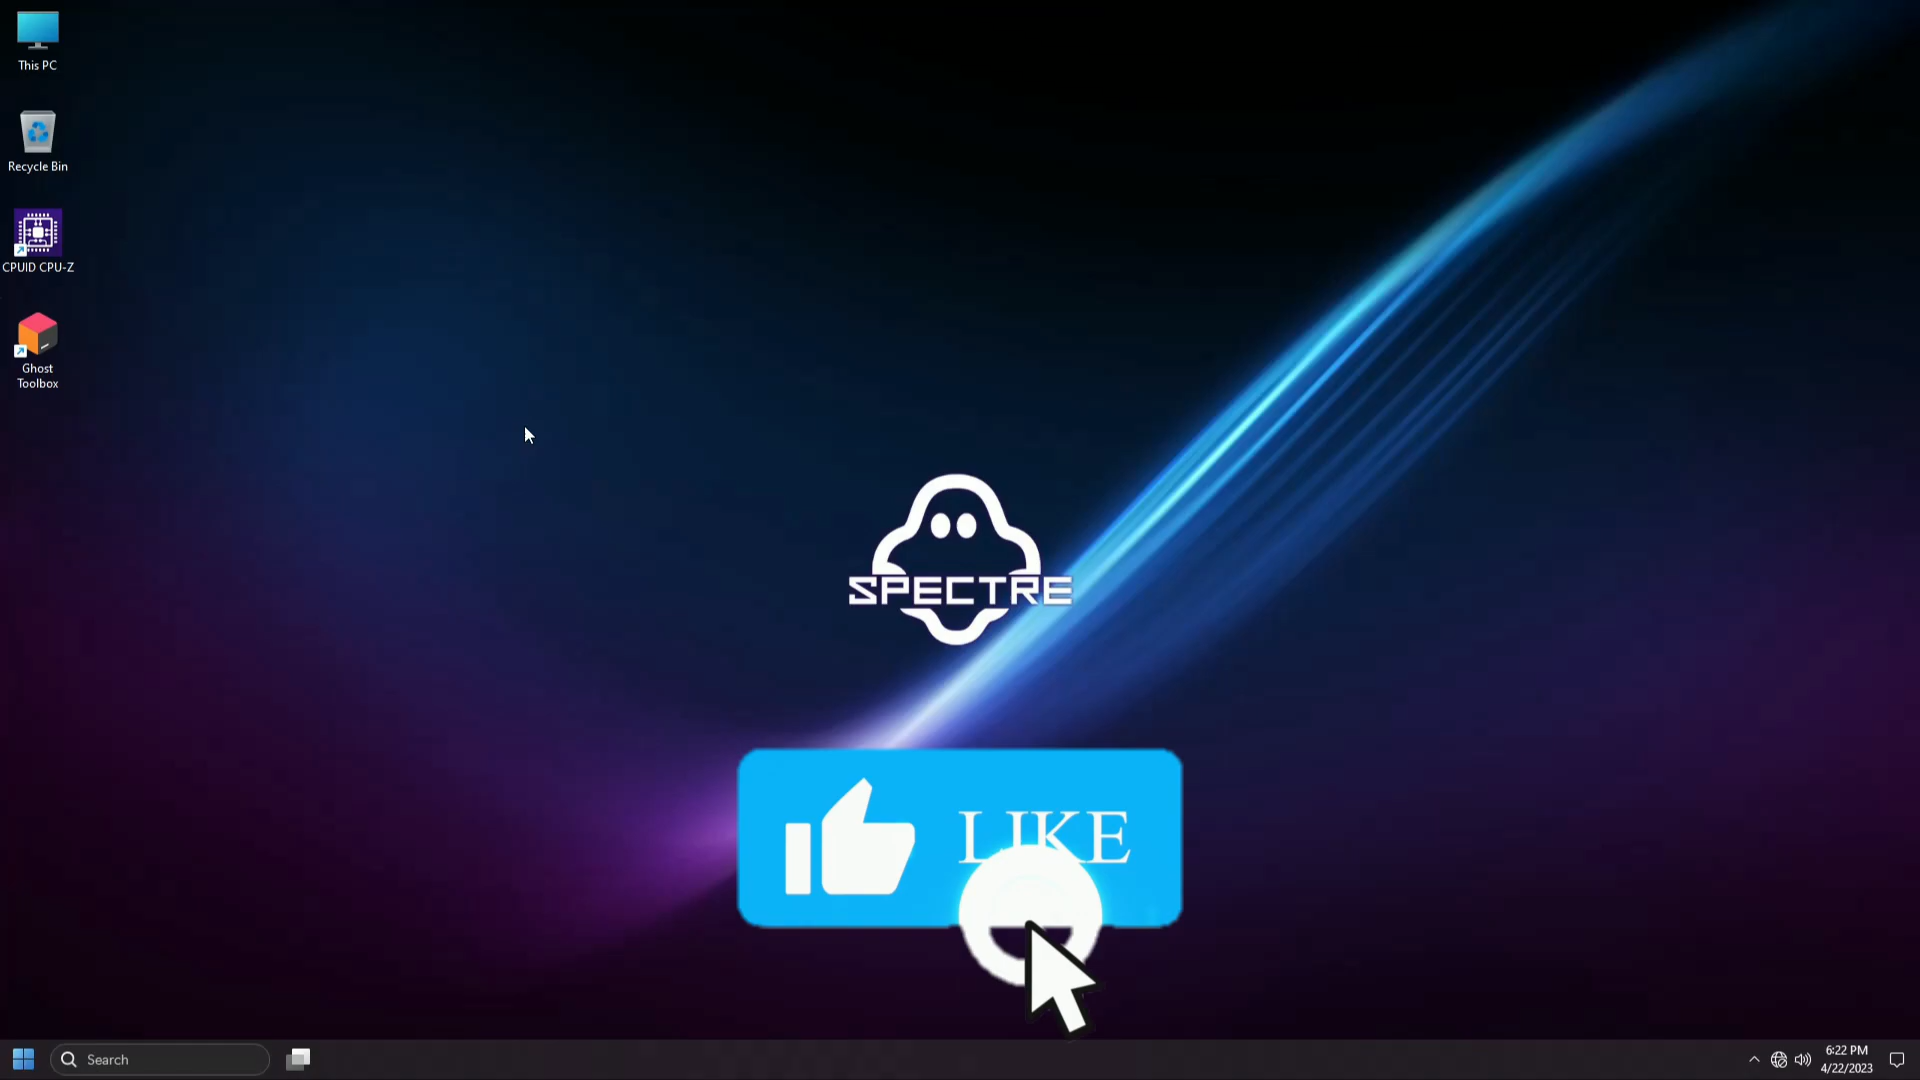 This PC
Recycle Bin
CPUID CPU-Z
Ghost
Toolbox
SPECTRE
LIKE
Search
6:22 PM
4/22/2023